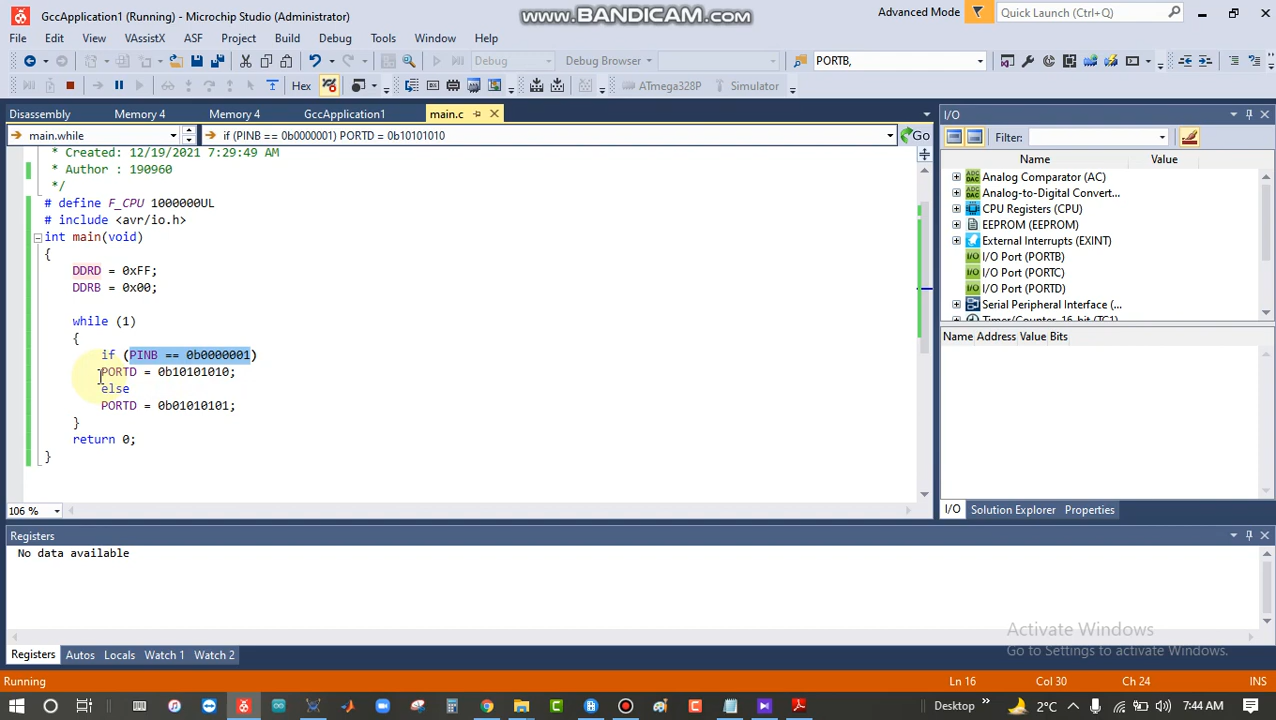 GccApplication1 (Running) - Microchip Studio (Administrator)
www.BANDICAM.com
Advanced Mode
Quick Launch (Ctrl+Q)
File Edit View VAssistX ASF Project Build Debug Tools Window Help
Debug Debug Browser PORTB,
Hex ATmega328P Simulator
Disassembly Memory 4 Memory 4 GccApplication1 main.c
main.while if (PINB == 0b0000001) PORTD = 0b10101010 Go
* Created: 12/19/2021 7:29:49 AM
* Author : 190960
*/
# define F_CPU 1000000UL
# include <avr/io.h>
int main(void)
{
DDRD = 0xFF;
DDRB = 0x00;
while (1)
{
if (PINB == 0b0000001)
PORTD = 0b10101010;
else
PORTD = 0b01010101;
}
return 0;
}
106 %
I/O
Filter:
Name Value
Analog Comparator (AC)
Analog-to-Digital Convert...
CPU Registers (CPU)
EEPROM (EEPROM)
External Interrupts (EXINT)
I/O Port (PORTB)
I/O Port (PORTC)
I/O Port (PORTD)
Serial Peripheral Interface (...
Timer/Counter, 16-bit (TC1)
Name Address Value Bits
I/O Solution Explorer Properties
Registers
No data available
Activate Windows
Go to Settings to activate Windows.
Registers Autos Locals Watch 1 Watch 2
Running Ln 16 Col 30 Ch 24 INS
Desktop 2°C 7:44 AM